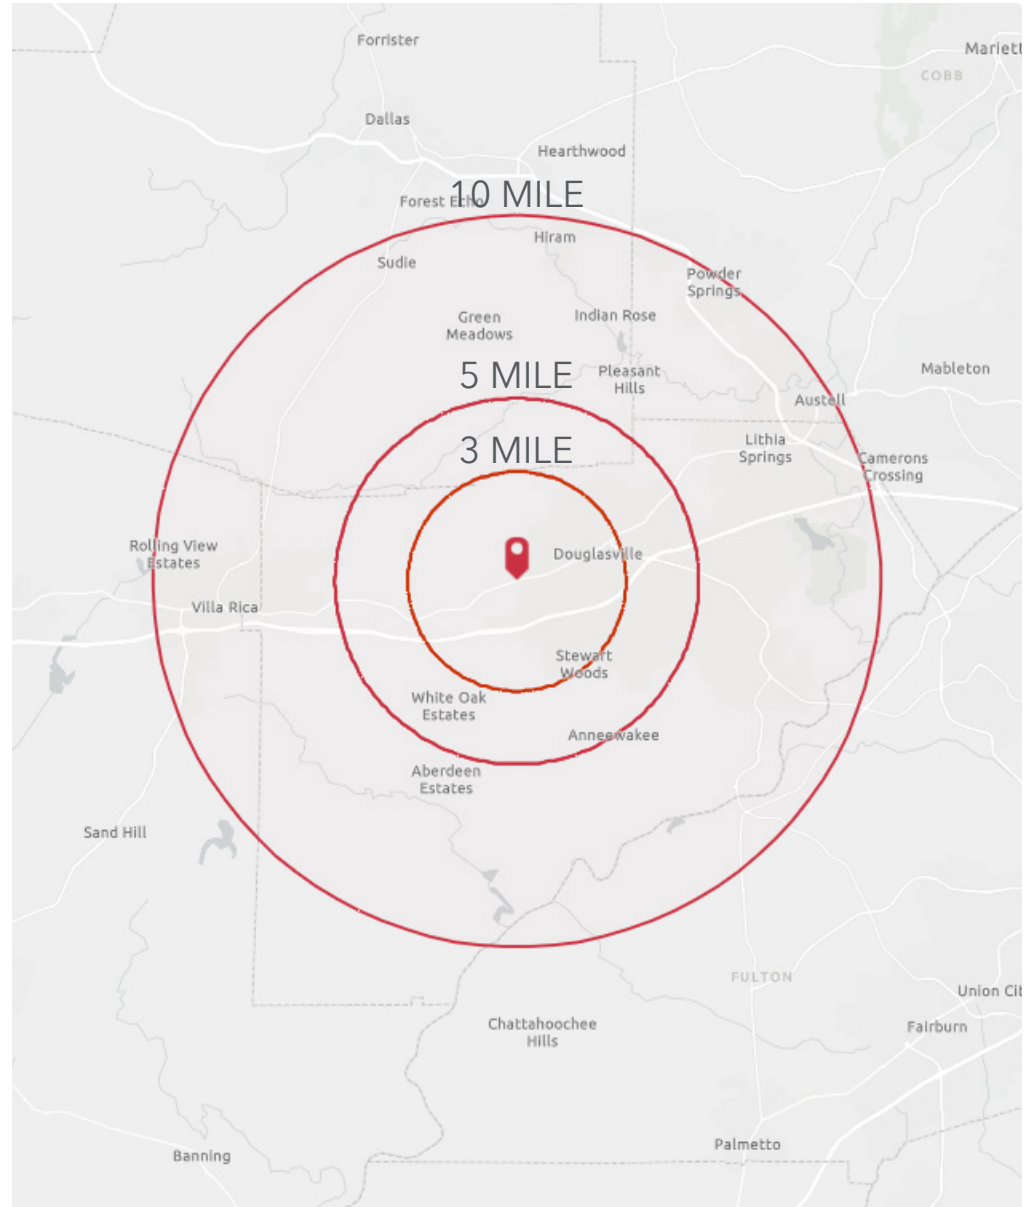 Forrister
Mariett
COBB
Dallas
Hearthwood
10 MILE
Forest Echo
Hiram
Sudie
Powder
Springs
Green
Meadows
Indian Rose
5 MILE
Pleasant
Hills
Mableton
Austell
3 MILE
Lithia
Springs
Camerons
Crossing
Rolling View
Estates
Douglasville
Villa Rica
Stewart
Woods
White Oak
Estates
Anneewakee
Aberdeen
Estates
Sand Hill
FULTON
Union Cit
Chattahoochee
Hills
Fairburn
Palmetto
Banning